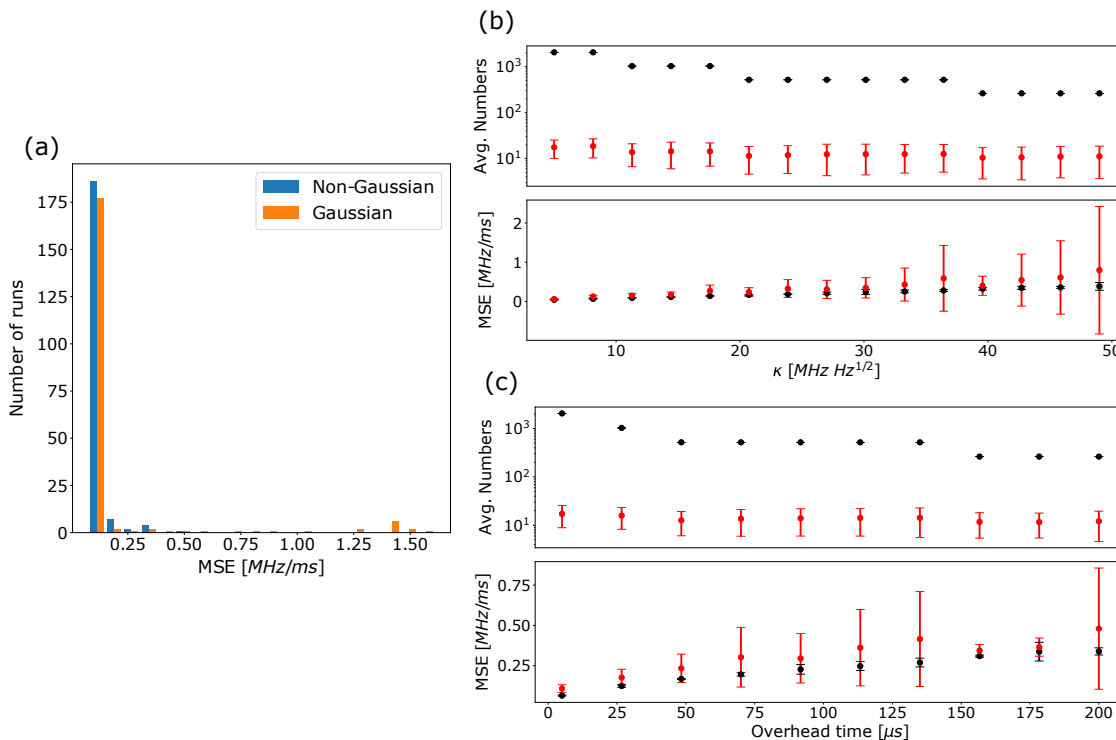 (a)
Number of runs
175
150
125
100
75
50
25
0
Non-Gaussian
Gaussian
0.25 0.50 0.75 1.00 1.25 1.50
MSE [MHz/ms]
(b)
Avg. Numbers
10³
10²
10¹
MSE [MHz/ms]
2
1
0
10 20 30 40 50
κ [MHz Hz^{1/2}]
(c)
Avg. Numbers
10³
10²
10¹
MSE [MHz/ms]
0.75
0.50
0.25
0 25 50 75 100 125 150 175 200
Overhead time [μs]